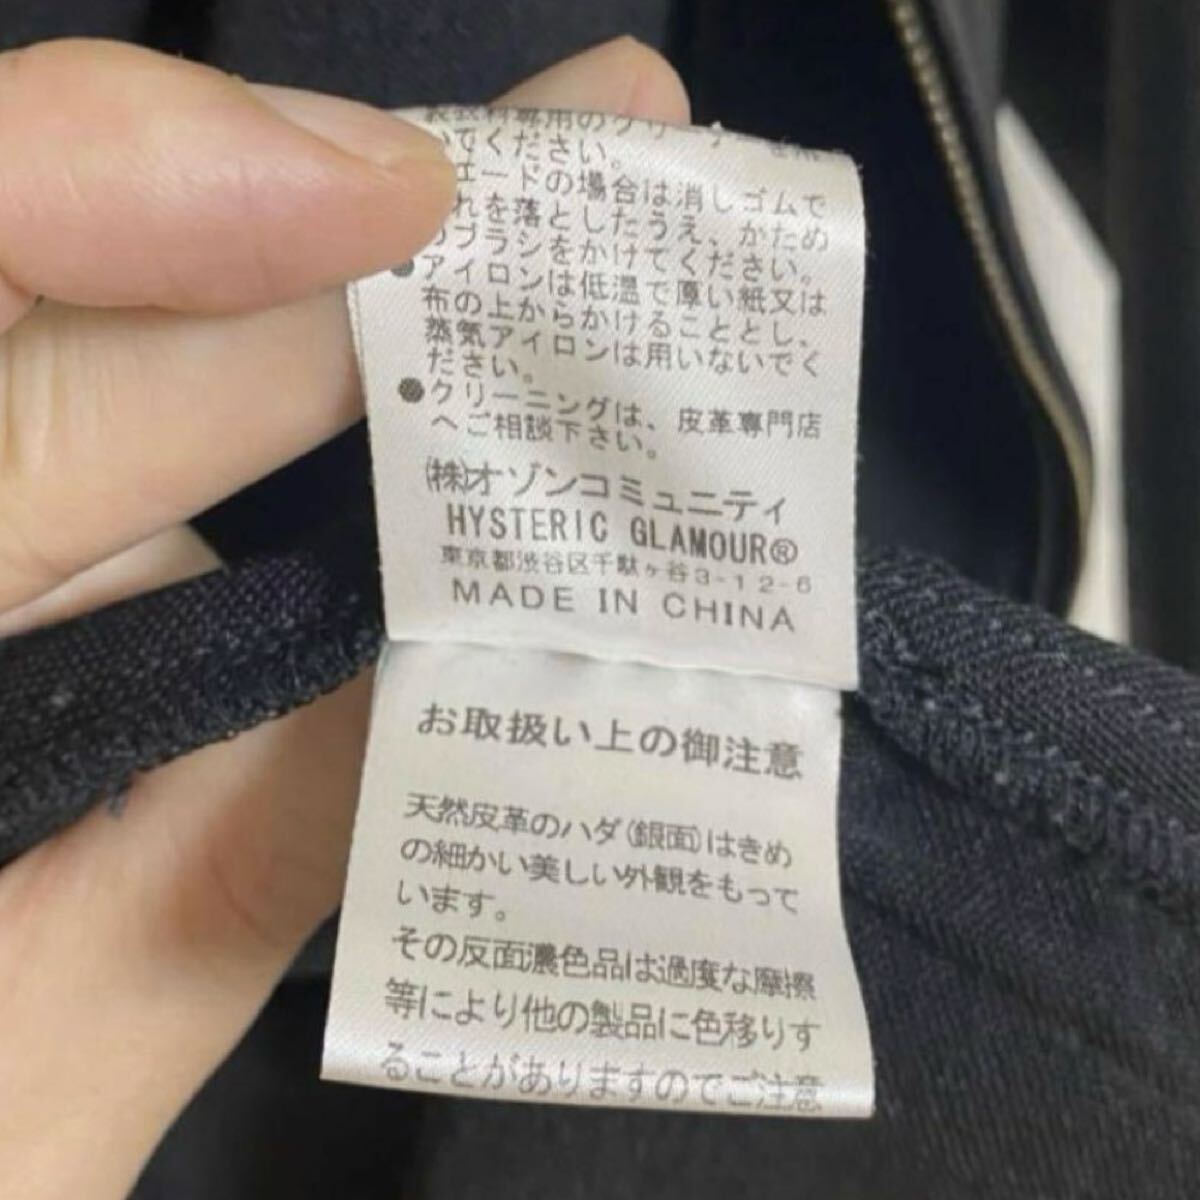 専用のクリー
いてください。
エードの場合は消しゴムで
れを落としたうえ、かため
のブラシをかけてください。
●アイロンは低温で厚い紙又は
布の上からかけることとし、
蒸気アイロンは用いないでく
ださい。
●クリーニングは、皮革専門店
へご相談下さい。
㈱オゾンコミュニティ
HYSTERIC GLAMOUR®
東京都渋谷区千駄ヶ谷3-12-6
MADE IN CHINA
お取扱い上の御注意
天然皮革のハダ(銀面)はきめ
の細かい美しい外観をもって
います。
その反面濃色品は過度な摩擦
等により他の製品に色移りす
ることがありますのでご注意